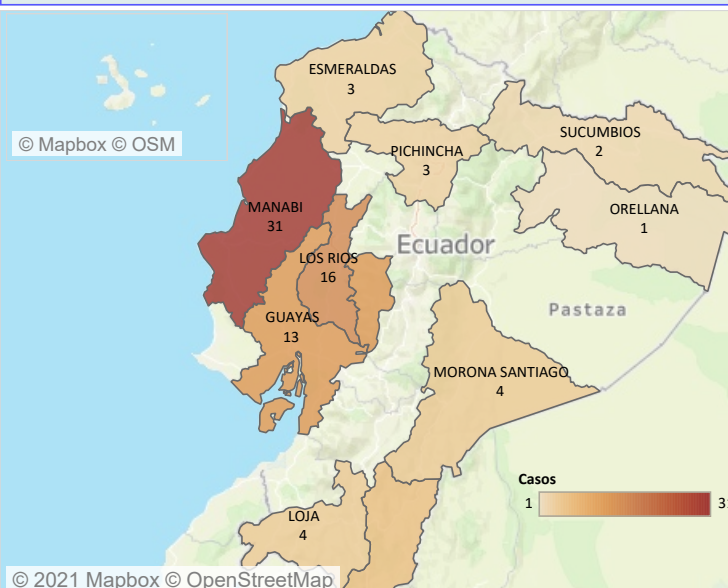 © Mapbox © OSM
ESMERALDAS
3
PICHINCHA
3
SUCUMBIOS
2
ORELLANA
1
MANABI
31
Ecuador
LOS RIOS
16
GUAYAS
13
Pastaza
MORONA SANTIAGO
4
Casos
1
3
LOJA
4
© 2021 Mapbox © OpenStreetMap